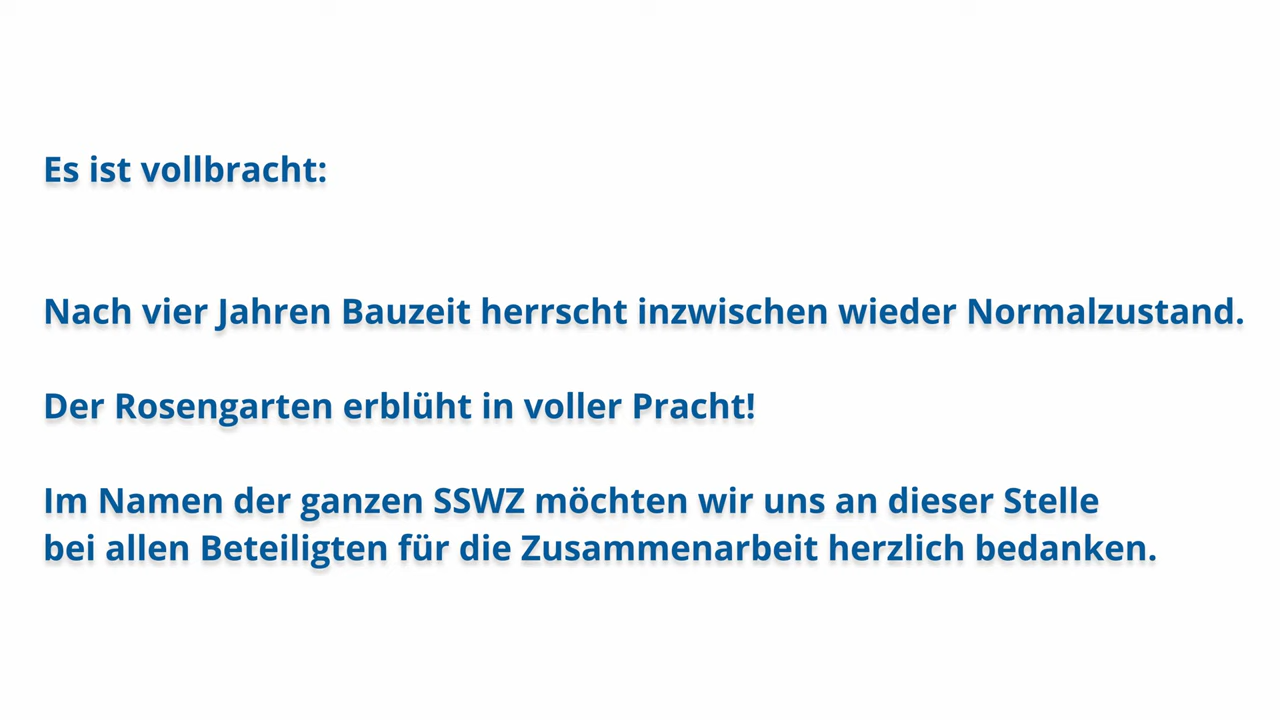 Es ist vollbracht:
Nach vier Jahren Bauzeit herrscht inzwischen wieder Normalzustand.
Der Rosengarten erblüht in voller Pracht!
Im Namen der ganzen SSWZ möchten wir uns an dieser Stelle
bei allen Beteiligten für die Zusammenarbeit herzlich bedanken.